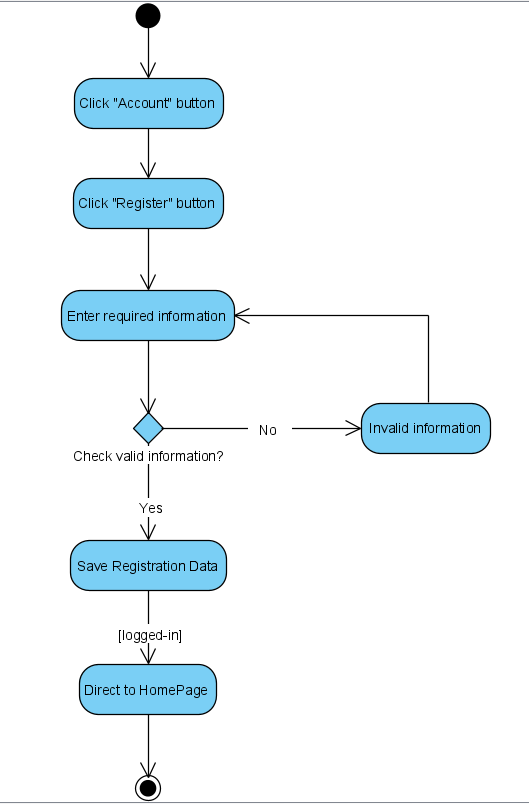 Click "Account" button
Click "Register" button
Enter required information
No
Invalid information
Check valid information?
Yes
Save Registration Data
[logged-in]
Direct to HomePage